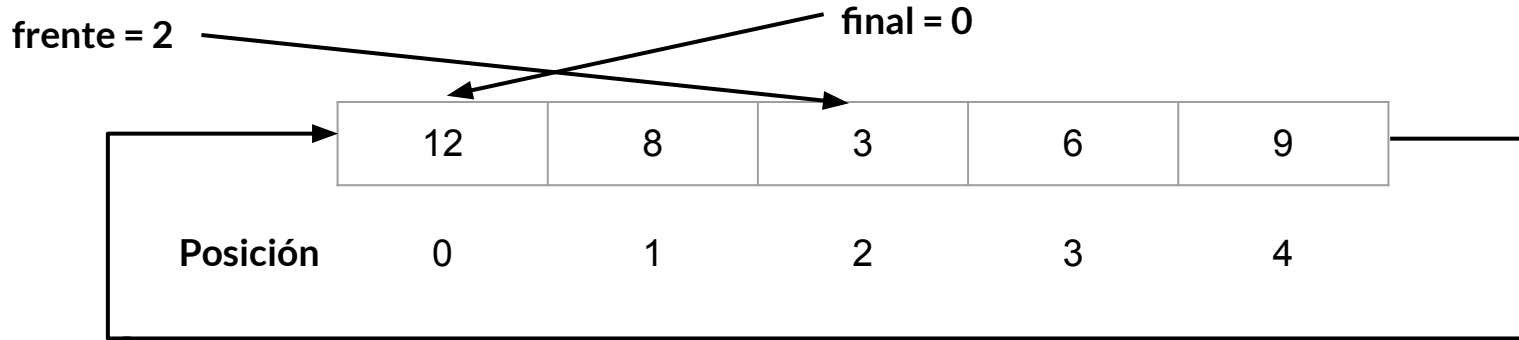 frente = 2
final = 0
12 8 3 6 9
Posición 0 1 2 3 4